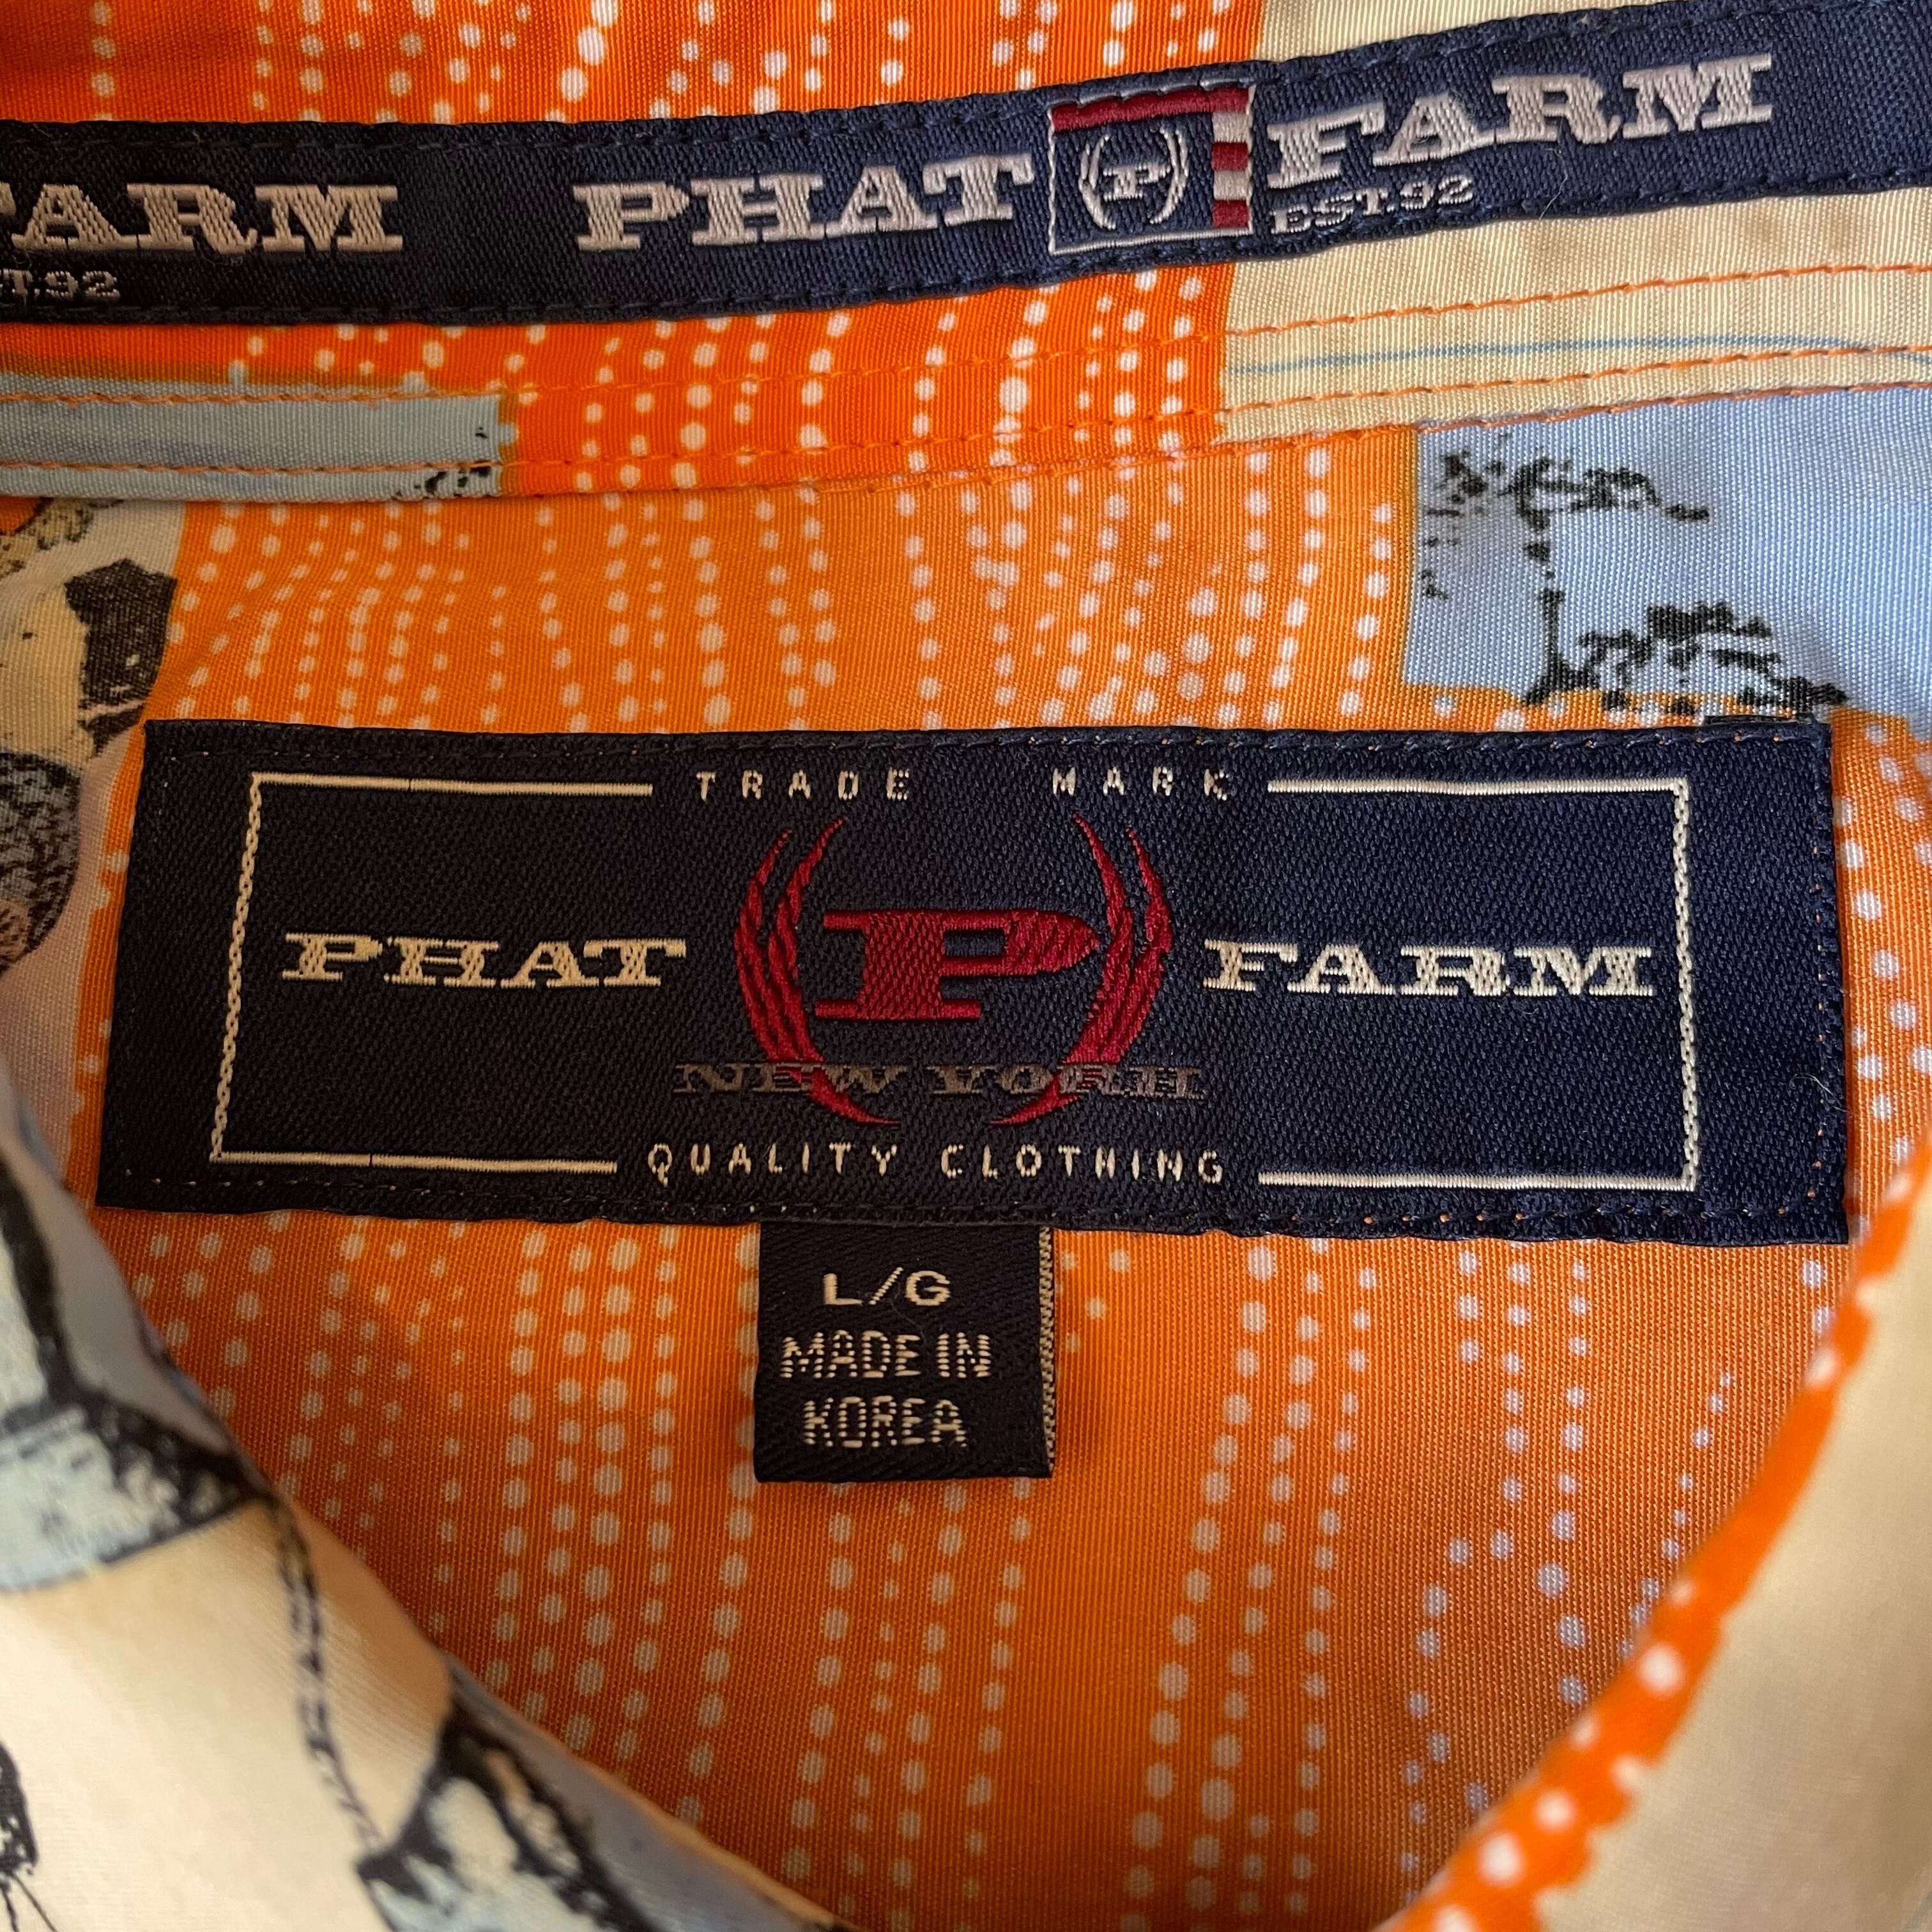 FARM
EST.92
PHAT P FARM
EST.92
TRADE MARK
PHAT P FARM
NEW YORK
QUALITY CLOTHING
L/G
MADE IN
KOREA